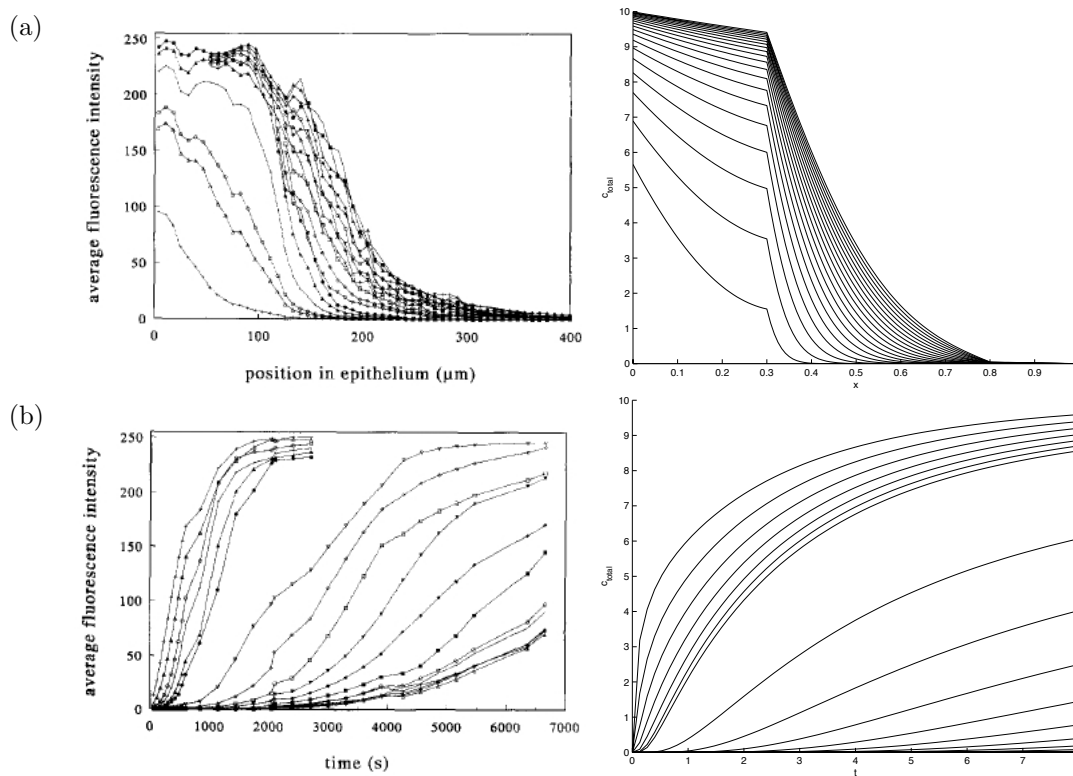 (a)
average fluorescence intensity
250
200
150
100
50
0
0 100 200 300 400
position in epithelium (µm)
c_total
10
9
8
7
6
5
4
3
2
1
0
0 0.1 0.2 0.3 0.4 0.5 0.6 0.7 0.8 0.9
x
(b)
average fluorescence intensity
250
200
150
100
50
0
0 1000 2000 3000 4000 5000 6000 7000
time (s)
c_total
10
9
8
7
6
5
4
3
2
1
0
0 1 2 3 4 5 6 7
t